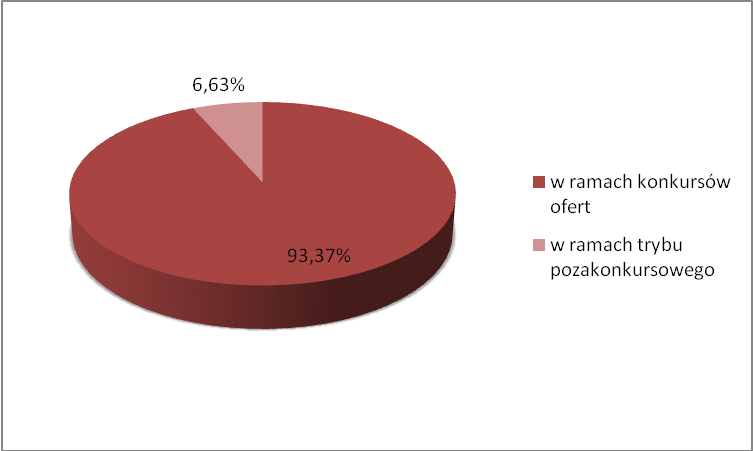 6,63%
93,37%
w ramach konkursów
ofert
w ramach trybu
pozakonkursowego